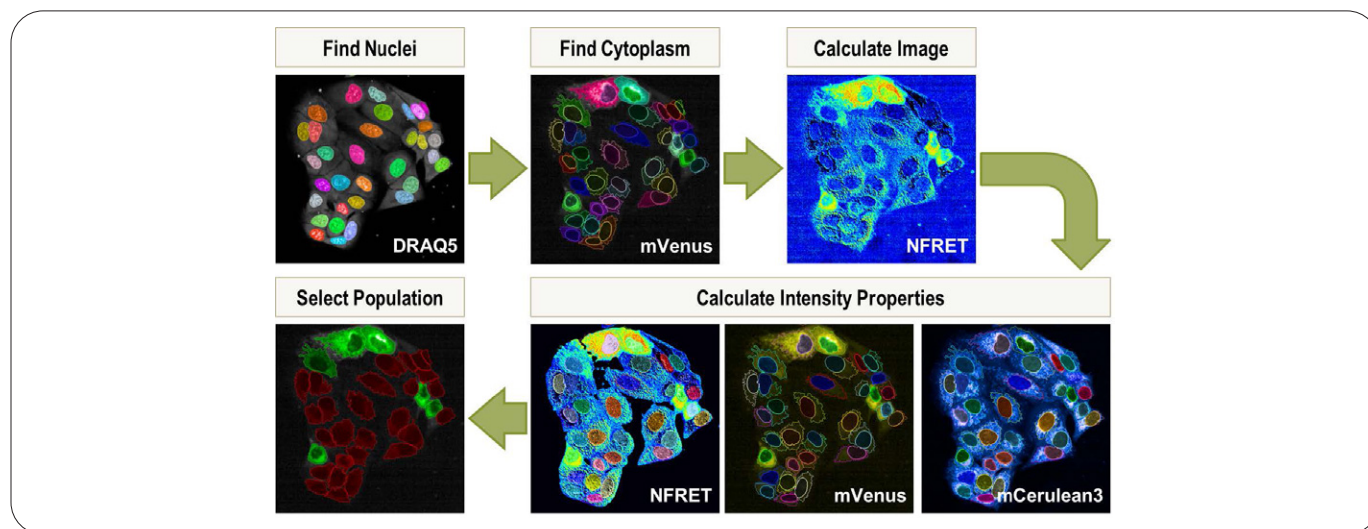 Find Nuclei
Find Cytoplasm
Calculate Image
DRAQ5
mVenus
NFRET
Select Population
Calculate Intensity Properties
NFRET
mVenus
mCerulean3